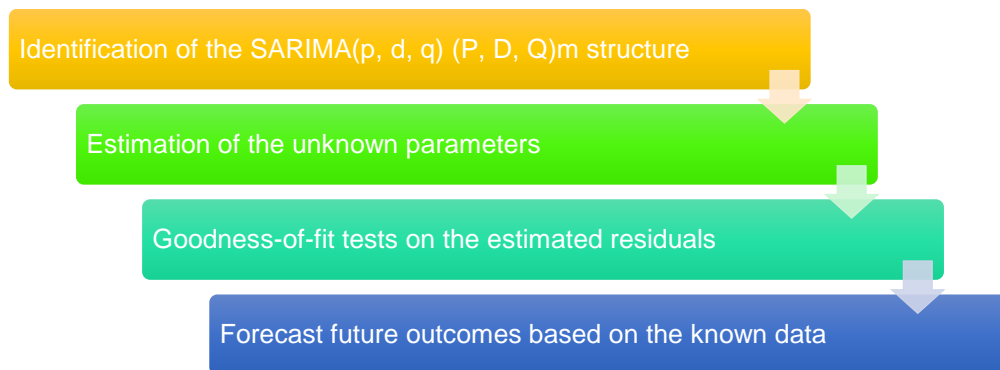 Identification of the SARIMA(p, d, q) (P, D, Q)m structure
Estimation of the unknown parameters
Goodness-of-fit tests on the estimated residuals
Forecast future outcomes based on the known data